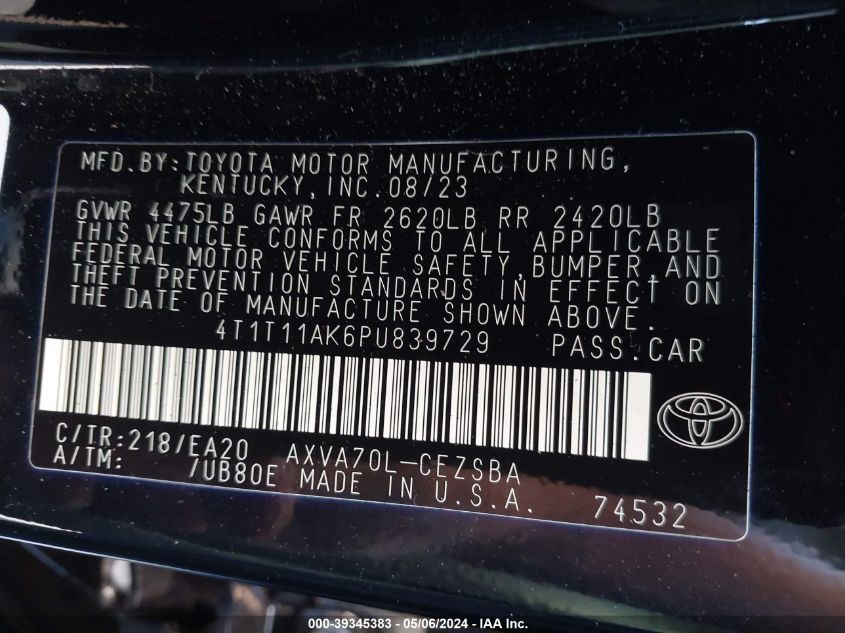 MFD.BY:TOYOTA MOTOR MANUFACTURING,
KENTUCKY,INC.08/23
GVWR 4475LB GAWR FR 2620LB RR 2420LB
THIS VEHICLE CONFORMS TO ALL APPLICABLE
FEDERAL MOTOR VEHICLE SAFETY,BUMPER,AND
THEFT PREVENTION STANDARDS IN EFFECT ON
THE DATE OF MANUFACTURE SHOWN ABOVE.
4T1T11AK6PU839729 PASS.CAR
C/TR:218/EA20 AXVA70L-CEZSBA
A/TM: /UB80E MADE IN U.S.A. 74532
000-39345383 - 05/06/2024 - IAA Inc.